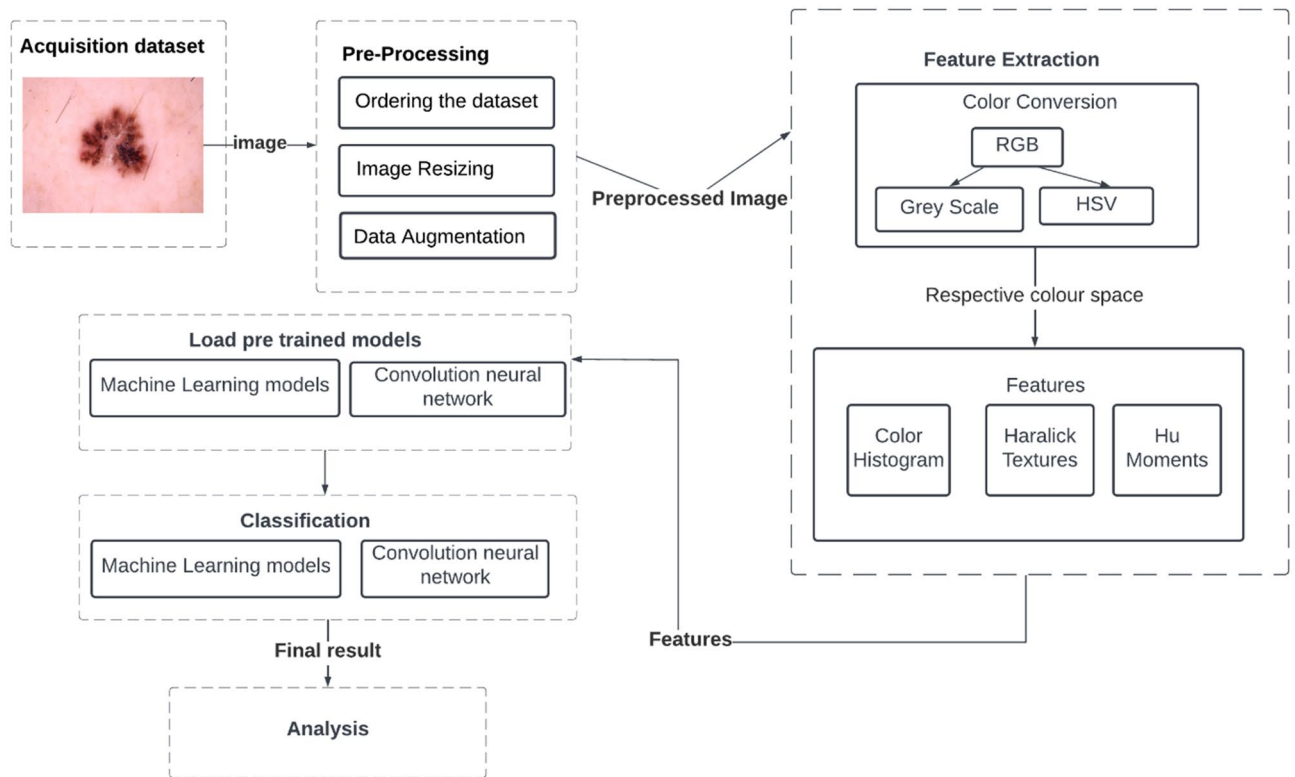 Acquisition dataset
image
Pre-Processing
Ordering the dataset
Image Resizing
Data Augmentation
Preprocessed Image
Feature Extraction
Color Conversion
RGB
Grey Scale
HSV
Respective colour space
Features
Color
Histogram
Haralick
Textures
Hu
Moments
Features
Load pre trained models
Machine Learning models
Convolution neural
network
Classification
Machine Learning models
Convolution neural
network
Final result
Analysis